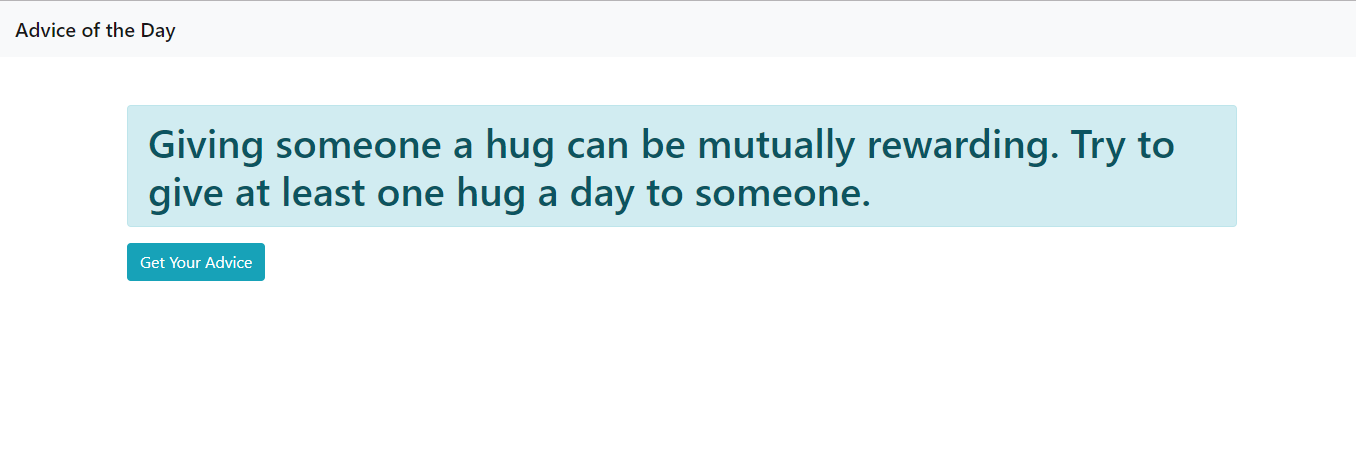 Advice of the Day
Giving someone a hug can be mutually rewarding. Try to
give at least one hug a day to someone.
Get Your Advice